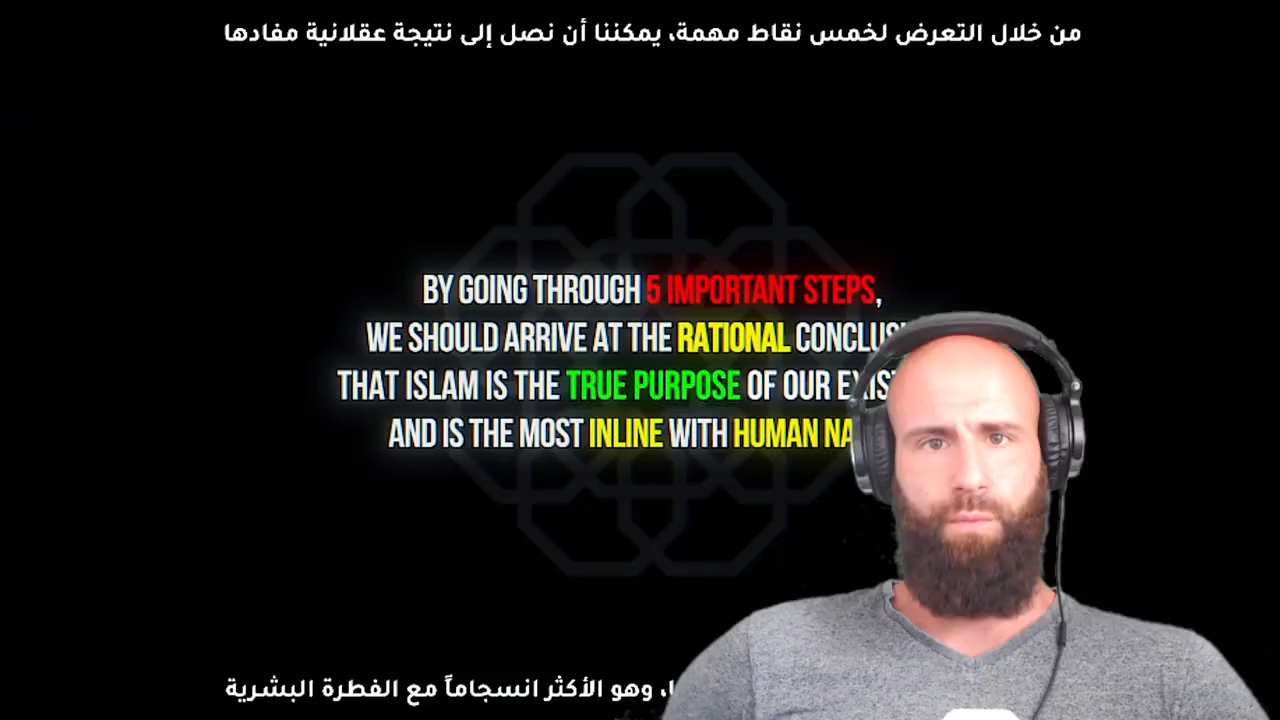 من خلال التعرض لخمس نقاط مهمة، يمكننا أن نصل إلى نتيجة عقلانية مفادها
BY GOING THROUGH 5 IMPORTANT STEPS,
WE SHOULD ARRIVE AT THE RATIONAL
THAT ISLAM IS THE TRUE PURPOSE OF OUR
AND IS THE MOST INLINE WITH HUMAN
وهو الأكثر انسجاماً مع الفطرة البشرية